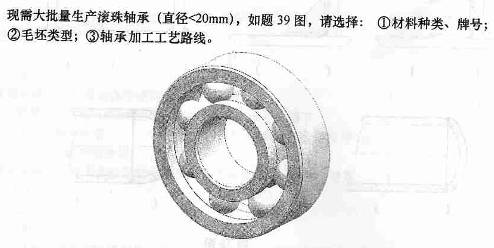 现需大批量生产滚珠轴承（直径<20mm），如题 39 图，请选择： ①材料种类、牌号；
②毛坯类型；③轴承加工工艺路线。